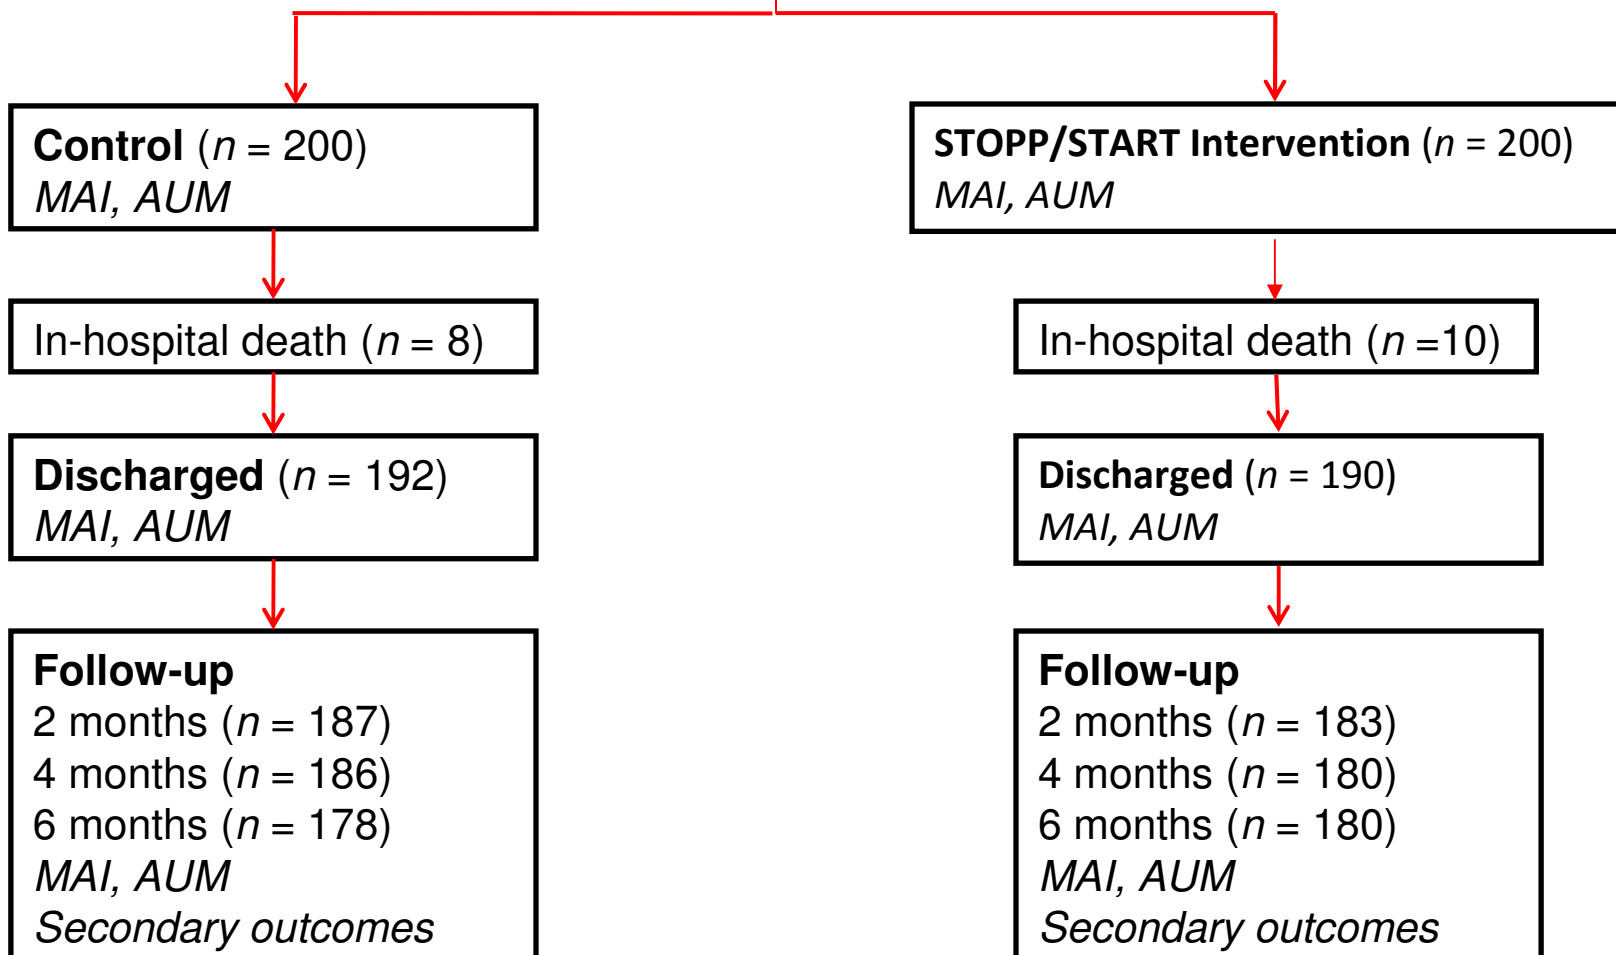 Control (n = 200)
MAI, AUM
In-hospital death (n = 8)
Discharged (n = 192)
MAI, AUM
Follow-up
2 months (n = 187)
4 months (n = 186)
6 months (n = 178)
MAI, AUM
Secondary outcomes
STOPP/START Intervention (n = 200)
MAI, AUM
In-hospital death (n =10)
Discharged (n = 190)
MAI, AUM
Follow-up
2 months (n = 183)
4 months (n = 180)
6 months (n = 180)
MAI, AUM
Secondary outcomes